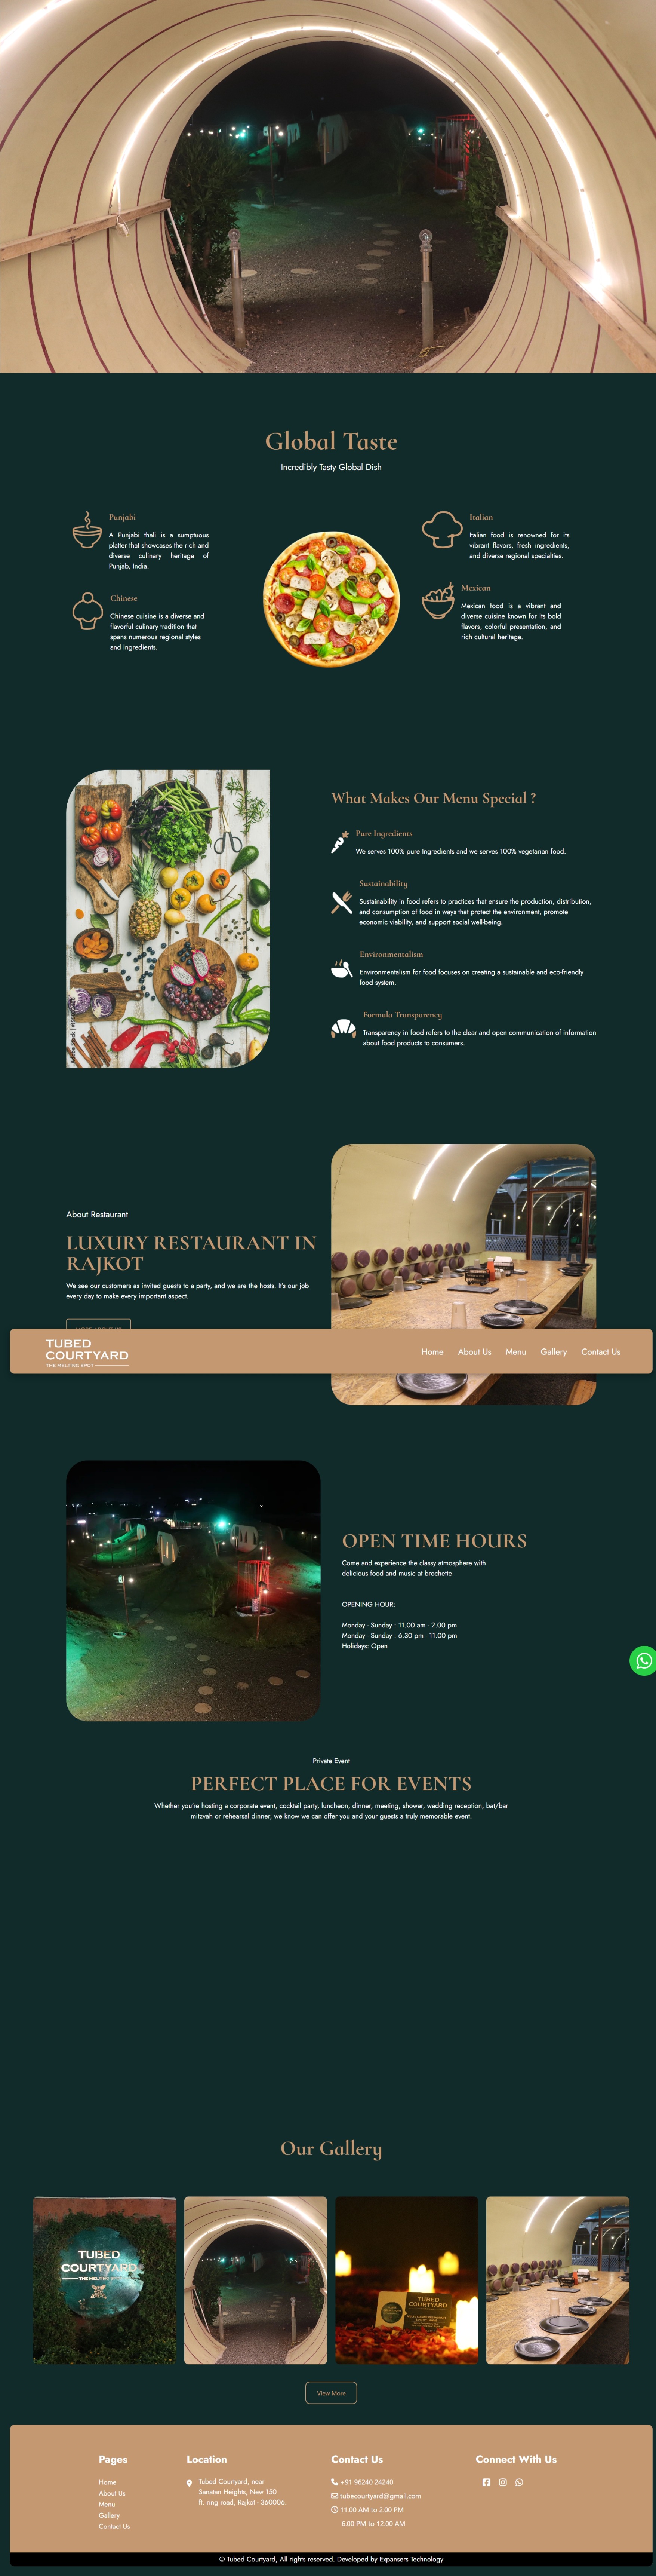 Global Taste
Incredibly Tasty Global Dish
Punjabi
A Punjabi thali is a sumptuous
platter that showcases the rich and
diverse culinary heritage of
Punjab, India.
Chinese
Chinese cuisine is a diverse and
flavorful culinary tradition that
spans numerous regional styles
and ingredients.
Italian
Italian food is renowned for its
vibrant flavors, fresh ingredients,
and diverse regional specialties.
Mexican
Mexican food is a vibrant and
diverse cuisine known for its bold
flavors, colorful presentation, and
rich cultural heritage.
What Makes Our Menu Special ?
Pure Ingredients
We serves 100% pure Ingredients and we serves 100% vegetarian food.
Sustainability
Sustainability in food refers to practices that ensure the production, distribution,
and consumption of food in ways that protect the environment, promote
economic viability, and support social well-being.
Environmentalism
Environmentalism for food focuses on creating a sustainable and eco-friendly
food system.
Formula Transparency
Transparency in food refers to the clear and open communication of information
about food products to consumers.
About Restaurant
LUXURY RESTAURANT IN
RAJKOT
We see our customers as invited guests to a party, and we are the hosts. It's our job
every day to make every important aspect.
TUBED
COURTYARD
THE MELTING SPOT
Home About Us Menu Gallery Contact Us
OPEN TIME HOURS
Come and experience the classy atmosphere with
delicious food and music at brochette
OPENING HOUR:
Monday - Sunday : 11.00 am - 2.00 pm
Monday - Sunday : 6.30 pm - 11.00 pm
Holidays: Open
Private Event
PERFECT PLACE FOR EVENTS
Whether you're hosting a corporate event, cocktail party, luncheon, dinner, meeting, shower, wedding reception, bat/bar
mitzvah or rehearsal dinner, we know we can offer you and your guests a truly memorable event.
Our Gallery
TUBED
COURTYARD
THE MELTING SPOT
TUBED
COURTYARD
View More
Pages
Home
About Us
Menu
Gallery
Contact Us
Location
Tubed Courtyard, near
Sanatan Heights, New 150
ft. ring road, Rajkot - 360006.
Contact Us
+91 96240 24240
tubecourtyard@gmail.com
11.00 AM to 2.00 PM
6.00 PM to 12.00 AM
Connect With Us
© Tubed Courtyard, All rights reserved. Developed by Expansers Technology